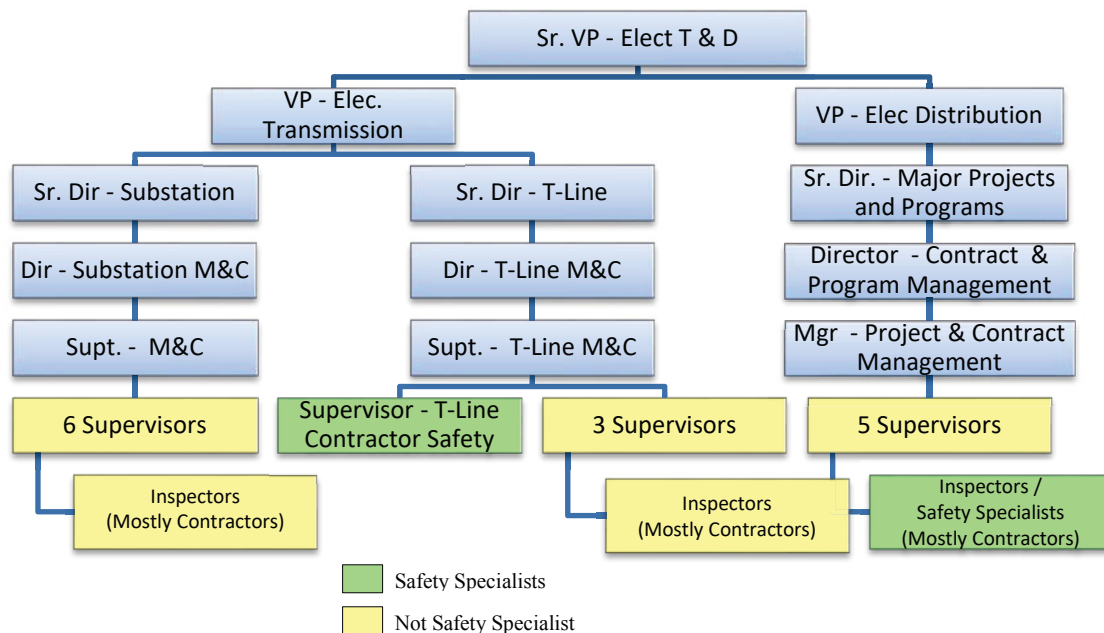 Sr. VP - Elect T & D
VP - Elec.
Transmission
VP - Elec Distribution
Sr. Dir - Substation
Sr. Dir - T-Line
Sr. Dir. - Major Projects
and Programs
Dir - Substation M&C
Dir - T-Line M&C
Director - Contract &
Program Management
Supt. - M&C
Supt. - T-Line M&C
Mgr - Project & Contract
Management
6 Supervisors
Supervisor - T-Line
Contractor Safety
3 Supervisors
5 Supervisors
Inspectors
(Mostly Contractors)
Inspectors
(Mostly Contractors)
Inspectors /
Safety Specialists
(Mostly Contractors)
Safety Specialists
Not Safety Specialist